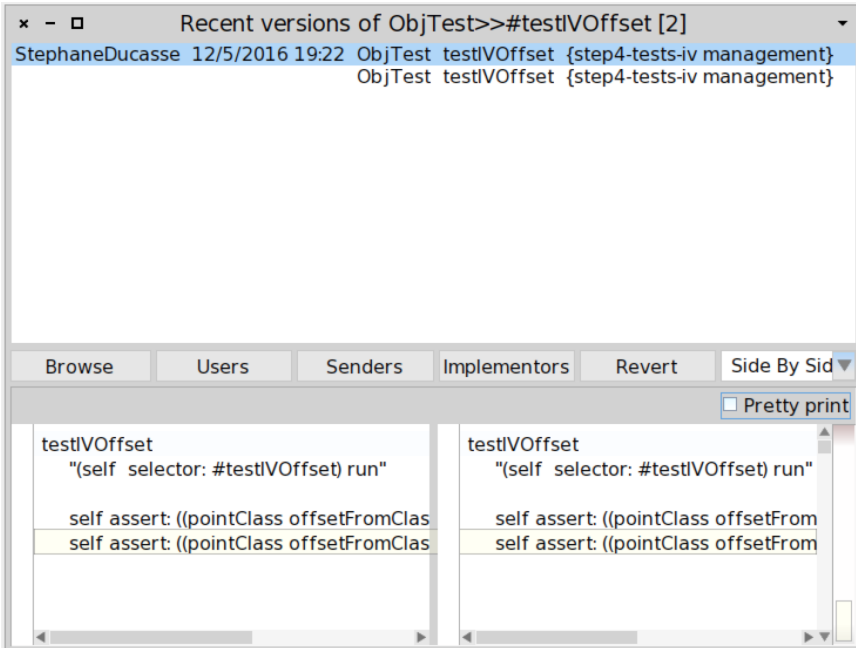 Recent versions of ObjTest>>#testIVOffset [2]
StephaneDucasse 12/5/2016 19:22 ObjTest testIVOffset {step4-tests-iv management}
ObjTest testIVOffset {step4-tests-iv management}
Browse Users Senders Implementors Revert Side By Sid
Pretty print
testIVOffset
"(self selector: #testIVOffset) run"
self assert: ((pointClass offsetFromClas
self assert: ((pointClass offsetFromClas
testIVOffset
"(self selector: #testIVOffset) run"
self assert: ((pointClass offsetFrom
self assert: ((pointClass offsetFrom